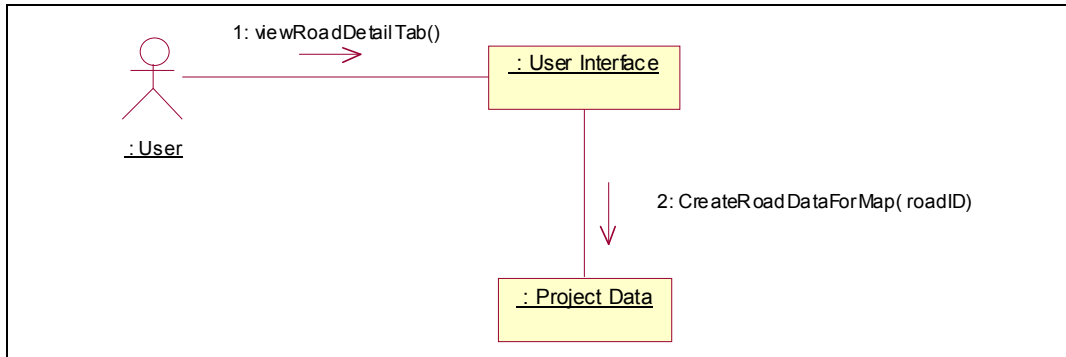 1: viewRoadDetailTab()
: User Interface
: User
2: CreateRoadDataForMap( roadID)
: Project Data